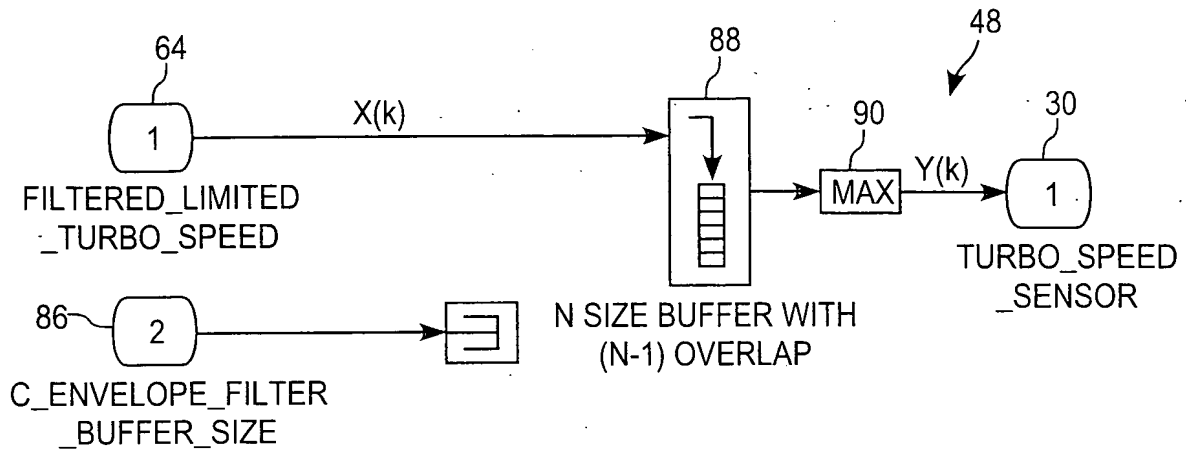 64
1
FILTERED_LIMITED
_TURBO_SPEED
X(k)
88
N SIZE BUFFER WITH
(N-1) OVERLAP
90
MAX
Y(k)
48
30
1
TURBO_SPEED
_SENSOR
86
2
C_ENVELOPE_FILTER
_BUFFER_SIZE